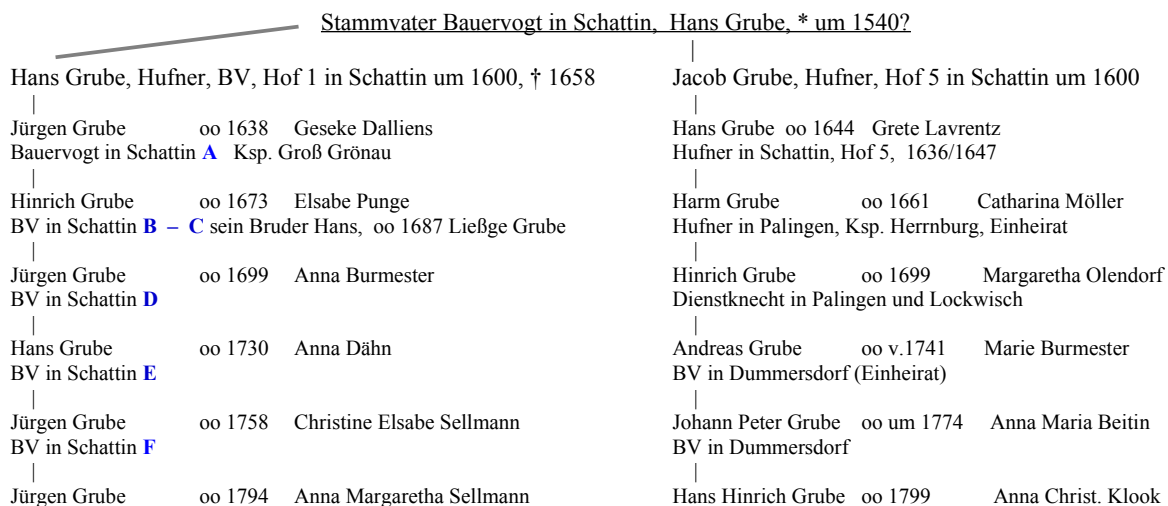 Stammvater Bauervogt in Schattin, Hans Grube, * um 1540?
|
Hans Grube, Hufner, BV, Hof 1 in Schattin um 1600, † 1658
|
Jürgen Grube oo 1638 Geseke Dalliens
Bauervogt in Schattin A Ksp. Groß Grönau
|
Hinrich Grube oo 1673 Elsabe Punge
BV in Schattin B – C sein Bruder Hans, oo 1687 Ließge Grube
|
Jürgen Grube oo 1699 Anna Burmester
BV in Schattin D
|
Hans Grube oo 1730 Anna Dähn
BV in Schattin E
|
Jürgen Grube oo 1758 Christine Elsabe Sellmann
BV in Schattin F
|
Jürgen Grube oo 1794 Anna Margaretha Sellmann
Jacob Grube, Hufner, Hof 5 in Schattin um 1600
|
Hans Grube oo 1644 Grete Lavrentz
Hufner in Schattin, Hof 5, 1636/1647
|
Harm Grube oo 1661 Catharina Möller
Hufner in Palingen, Ksp. Herrnburg, Einheirat
|
Hinrich Grube oo 1699 Margaretha Olendorf
Dienstknecht in Palingen und Lockwisch
|
Andreas Grube oo v.1741 Marie Burmester
BV in Dummersdorf (Einheirat)
|
Johann Peter Grube oo um 1774 Anna Maria Beitin
BV in Dummersdorf
|
Hans Hinrich Grube oo 1799 Anna Christ. Klook